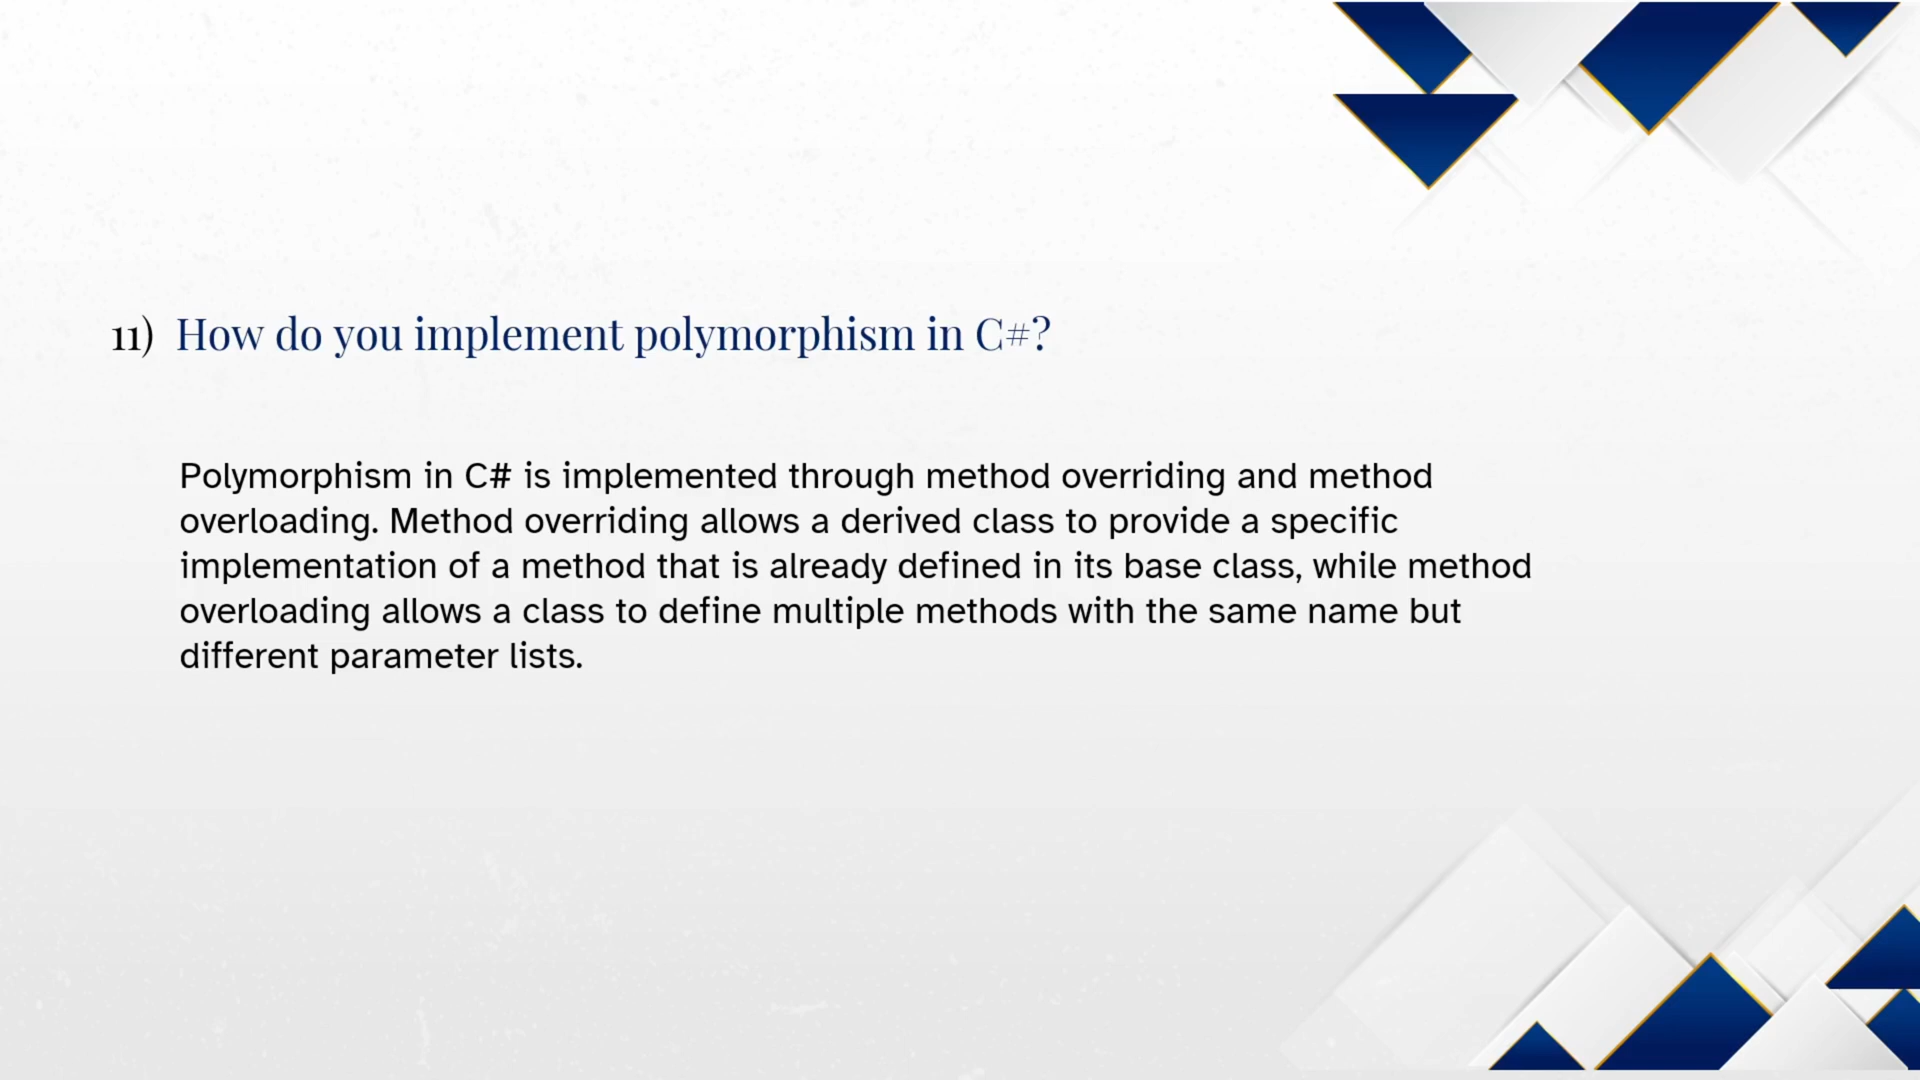 11) How do you implement polymorphism in C#?
Polymorphism in C# is implemented through method overriding and method
overloading. Method overriding allows a derived class to provide a specific
implementation of a method that is already defined in its base class, while method
overloading allows a class to define multiple methods with the same name but
different parameter lists.